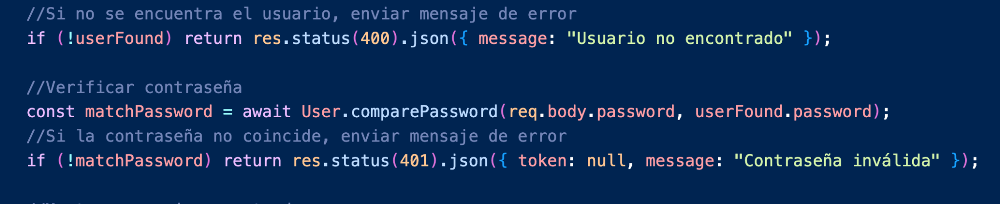 //Si no se encuentra el usuario, enviar mensaje de error
if (!userFound) return res.status(400).json({ message: "Usuario no encontrado" });
//Verificar contraseña
const matchPassword = await User.comparePassword(req.body.password, userFound.password);
//Si la contraseña no coincide, enviar mensaje de error
if (!matchPassword) return res.status(401).json({ token: null, message: "Contraseña inválida" });